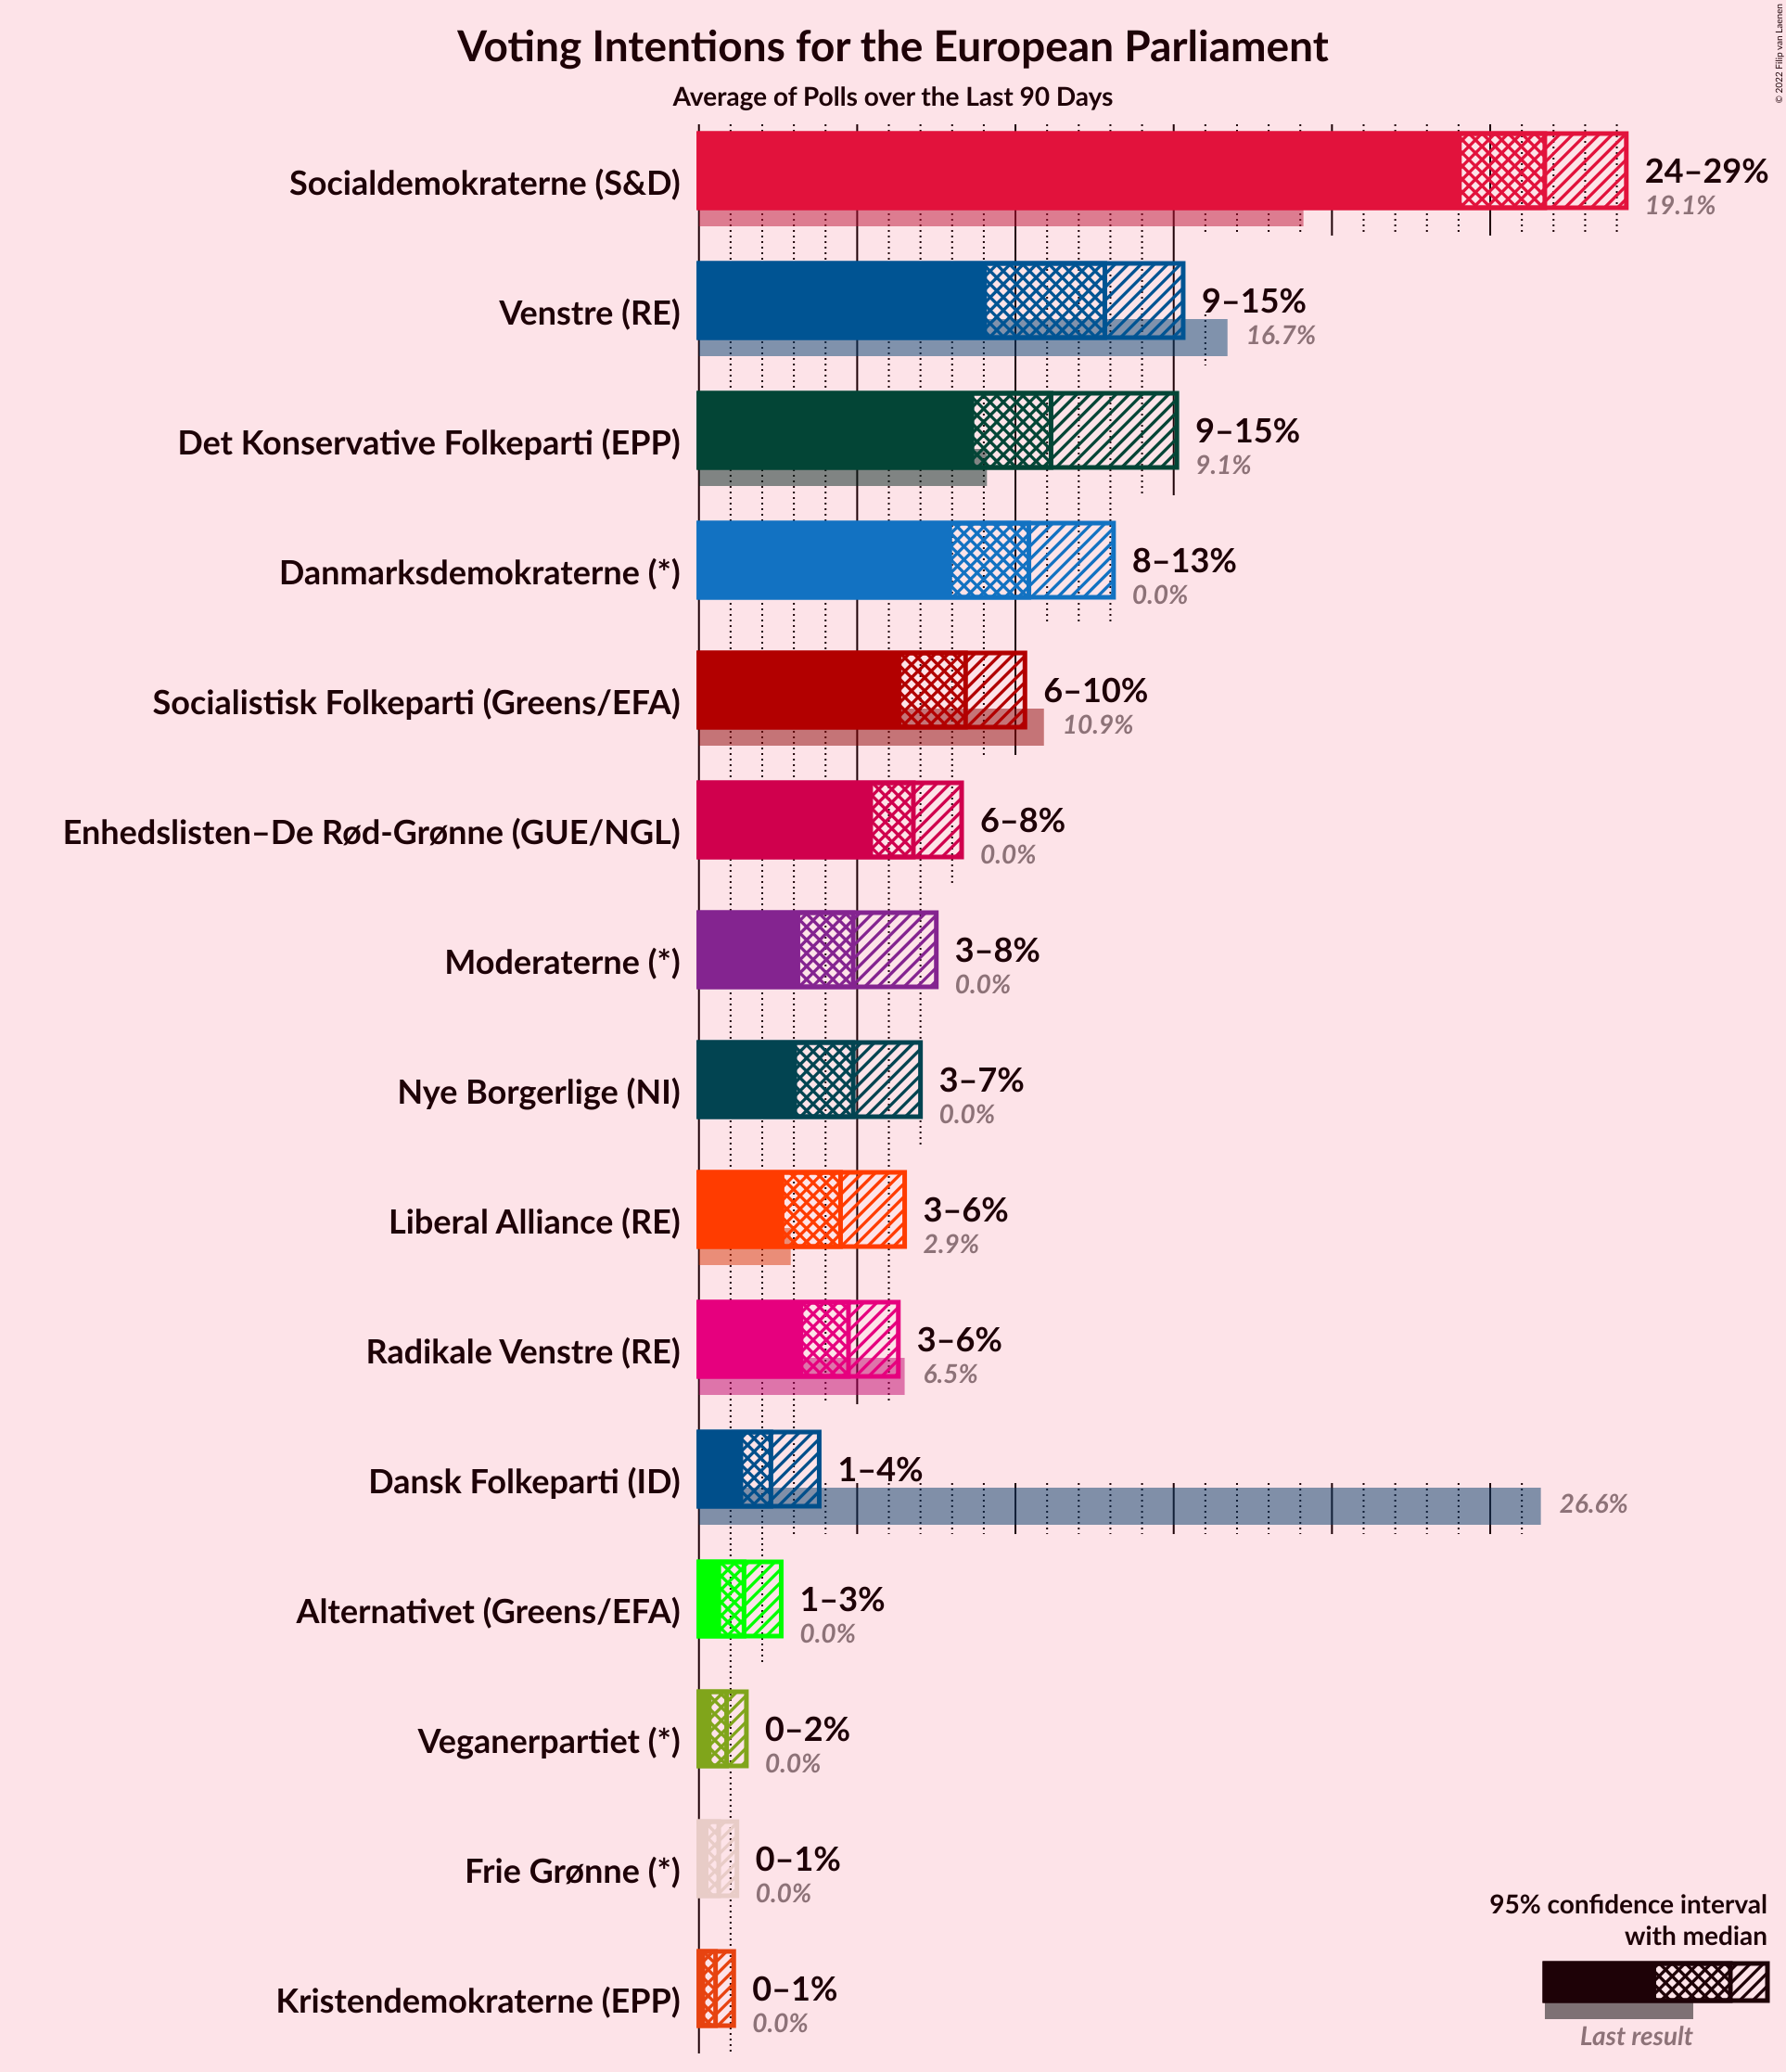 © 2022 Filip van Laenen
Voting Intentions for the European Parliament
Average of Polls over the Last 90 Days
Socialdemokraterne (S&D)
24–29%
19.1%
Venstre (RE)
9–15%
16.7%
Det Konservative Folkeparti (EPP)
9–15%
9.1%
Danmarksdemokraterne (*)
8–13%
0.0%
Socialistisk Folkeparti (Greens/EFA)
6–10%
10.9%
Enhedslisten–De Rød-Grønne (GUE/NGL)
6–8%
0.0%
Moderaterne (*)
3–8%
0.0%
Nye Borgerlige (NI)
3–7%
0.0%
Liberal Alliance (RE)
3–6%
2.9%
Radikale Venstre (RE)
3–6%
6.5%
Dansk Folkeparti (ID)
1–4%
26.6%
Alternativet (Greens/EFA)
1–3%
0.0%
Veganerpartiet (*)
0–2%
0.0%
Frie Grønne (*)
0–1%
0.0%
Kristendemokraterne (EPP)
0–1%
0.0%
95% confidence interval
with median
Last result